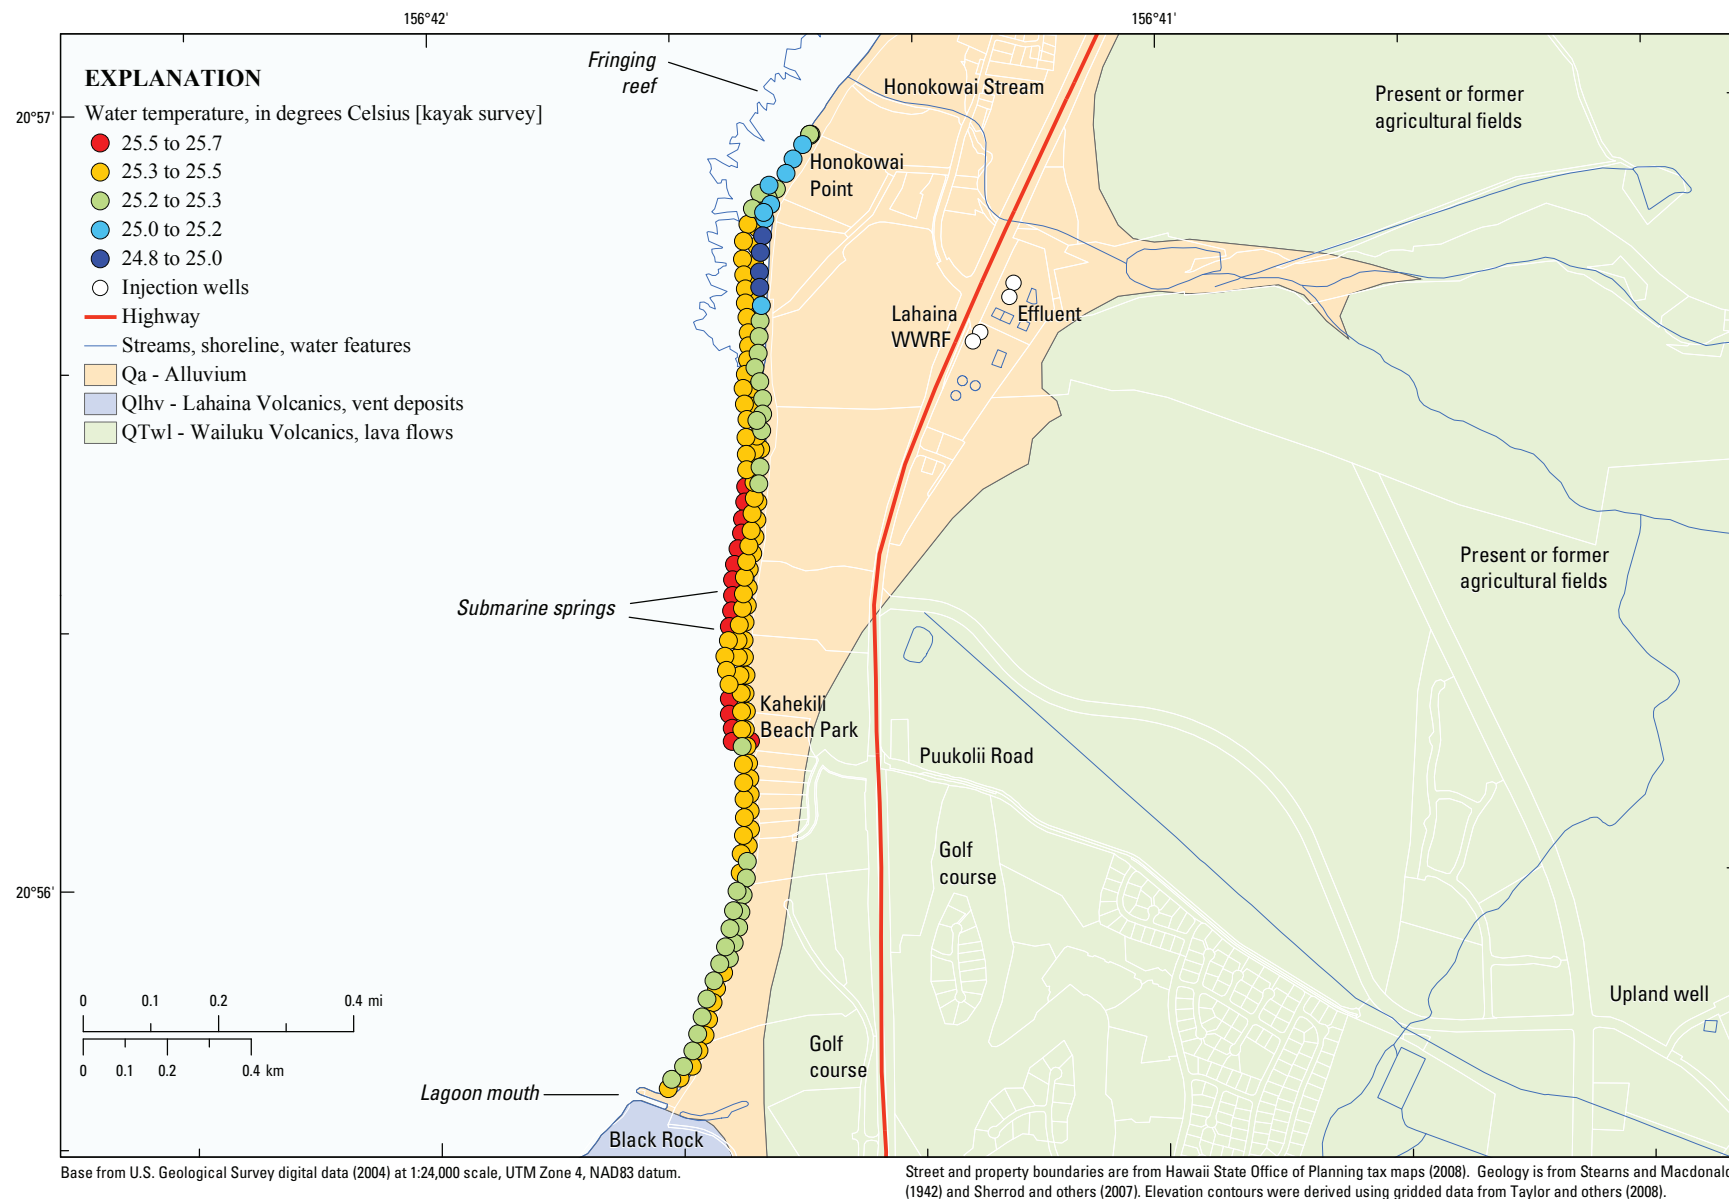 156°42'
156°41'
20°57'
20°56'
EXPLANATION
Water temperature, in degrees Celsius [kayak survey]
25.5 to 25.7
25.3 to 25.5
25.2 to 25.3
25.0 to 25.2
24.8 to 25.0
Injection wells
Highway
Streams, shoreline, water features
Qa - Alluvium
Qlhv - Lahaina Volcanics, vent deposits
QTwl - Wailuku Volcanics, lava flows
Fringing
reef
Honokowai Stream
Present or former
agricultural fields
Honokowai
Point
Lahaina
WWRF
Effluent
Submarine springs
Present or former
agricultural fields
Kahekili
Beach Park
Puukolii Road
Golf
course
Upland well
Golf
course
0 0.1 0.2 0.4 mi
0 0.1 0.2 0.4 km
Lagoon mouth
Black Rock
Base from U.S. Geological Survey digital data (2004) at 1:24,000 scale, UTM Zone 4, NAD83 datum.
Street and property boundaries are from Hawaii State Office of Planning tax maps (2008). Geology is from Stearns and Macdonald
(1942) and Sherrod and others (2007). Elevation contours were derived using gridded data from Taylor and others (2008).